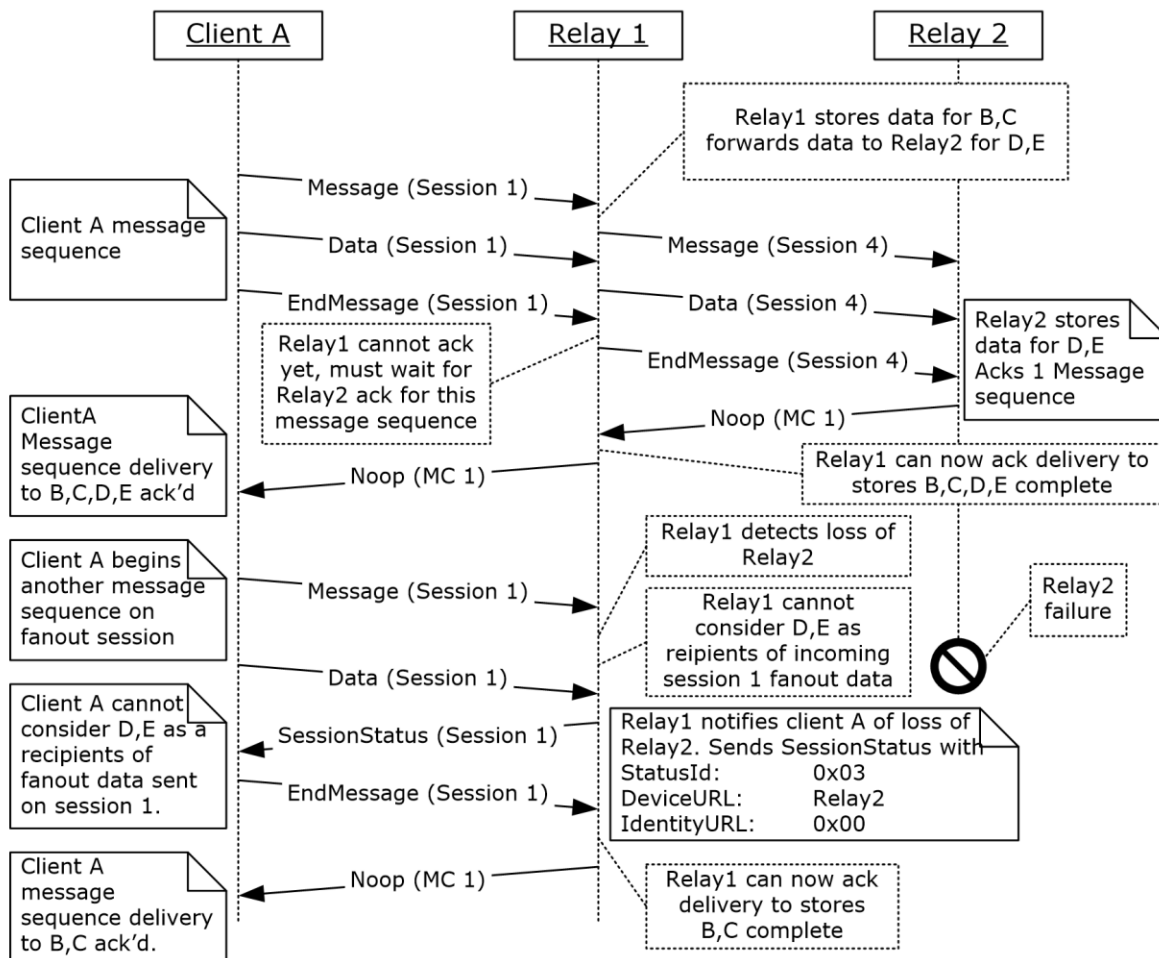 Client A
Relay 1
Relay 2
Relay1 stores data for B,C
forwards data to Relay2 for D,E
Message (Session 1)
Client A message
sequence
Data (Session 1)
Message (Session 4)
EndMessage (Session 1)
Data (Session 4)
Relay2 stores
data for D,E
Acks 1 Message
sequence
Relay1 cannot ack
yet, must wait for
Relay2 ack for this
message sequence
EndMessage (Session 4)
Noop (MC 1)
ClientA
Message
sequence delivery
to B,C,D,E ack’d
Noop (MC 1)
Relay1 can now ack delivery to
stores B,C,D,E complete
Relay1 detects loss of
Relay2
Client A begins
another message
sequence on
fanout session
Message (Session 1)
Relay2
failure
Relay1 cannot
consider D,E as
reipients of incoming
session 1 fanout data
Data (Session 1)
Client A cannot
consider D,E as a
recipients of
fanout data sent
on session 1.
SessionStatus (Session 1)
Relay1 notifies client A of loss of
Relay2. Sends SessionStatus with
StatusId: 0x03
DeviceURL: Relay2
IdentityURL: 0x00
EndMessage (Session 1)
Client A
message
sequence delivery
to B,C ack’d.
Noop (MC 1)
Relay1 can now ack
delivery to stores
B,C complete